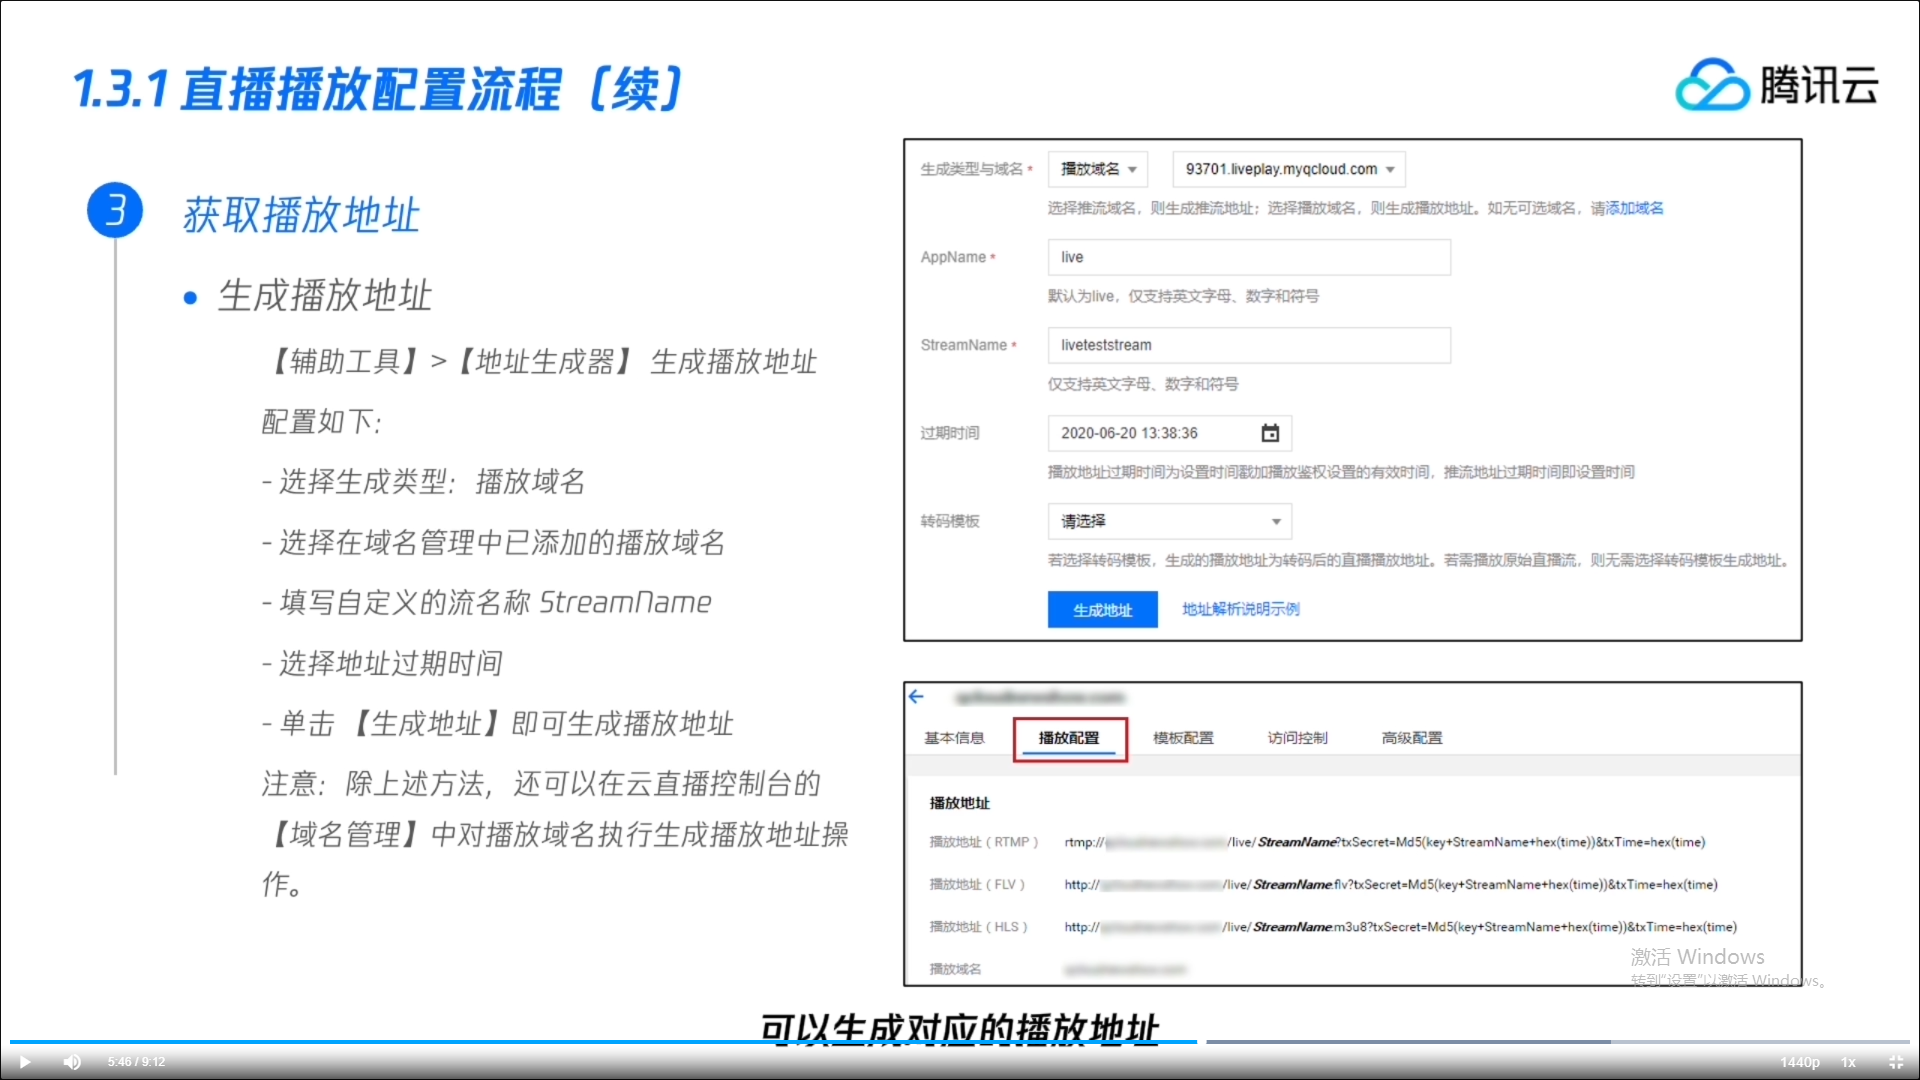 1.3.1 直播播放配置流程（续）
腾讯云
3
获取播放地址
生成播放地址
【辅助工具】>【地址生成器】 生成播放地址
配置如下:
- 选择生成类型：播放域名
- 选择在域名管理中已添加的播放域名
- 填写自定义的流名称 StreamName
- 选择地址过期时间
- 单击 【生成地址】即可生成播放地址
注意：除上述方法，还可以在云直播控制台的
【域名管理】中对播放域名执行生成播放地址操
作。
生成类型与域名 * 播放域名 93701.liveplay.myqcloud.com
选择推流域名，则生成推流地址；选择播放域名，则生成播放地址。如无可选域名，请添加域名
AppName * live
默认为live，仅支持英文字母、数字和符号
StreamName * liveteststream
仅支持英文字母、数字和符号
过期时间 2020-06-20 13:38:36
播放地址过期时间为设置时间戳加播放鉴权设置的有效时间，推流地址过期时间即设置时间
转码模板 请选择
若选择转码模板，生成的播放地址为转码后的直播播放地址。若需播放原始直播流，则无需选择转码模板生成地址。
生成地址 地址解析说明示例
基本信息 播放配置 模板配置 访问控制 高级配置
播放地址
播放地址（RTMP） rtmp:// /live/StreamName?txSecret=Md5(key+StreamName+hex(time))&txTime=hex(time)
播放地址（FLV） http:// /live/StreamName.flv?txSecret=Md5(key+StreamName+hex(time))&txTime=hex(time)
播放地址（HLS） http:// /live/StreamName.m3u8?txSecret=Md5(key+StreamName+hex(time))&txTime=hex(time)
播放域名
激活 Windows
转到“设置”以激活 Windows。
可以生成对应的播放地址
5:46 / 9:12 1440p 1x